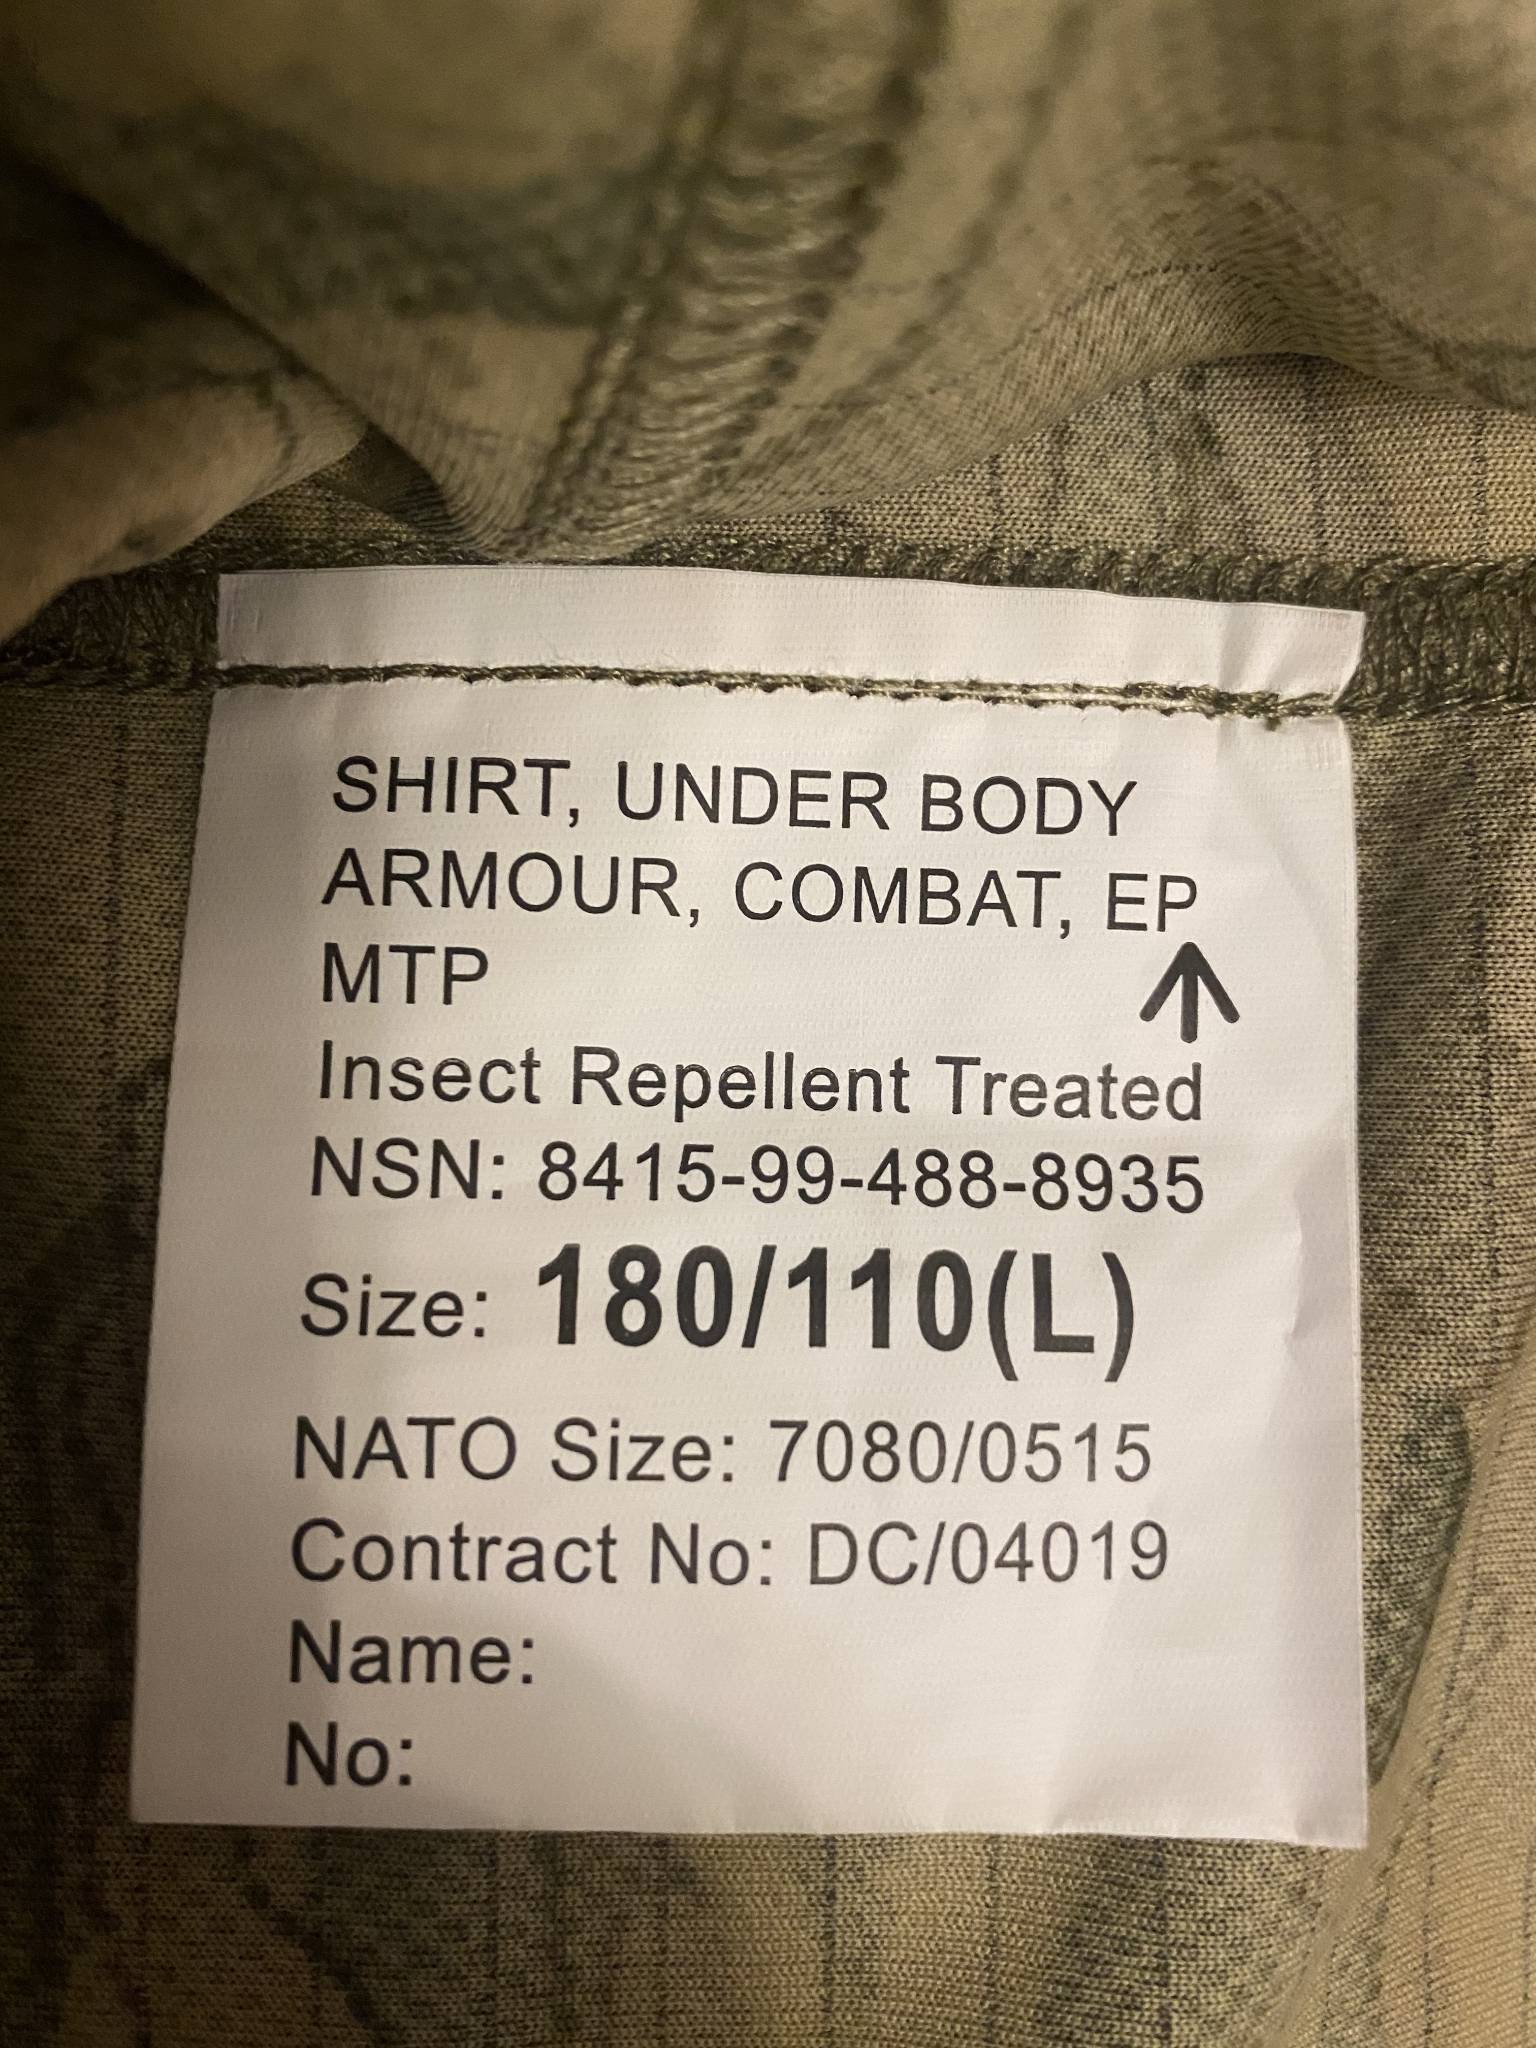 SHIRT, UNDER BODY
ARMOUR, COMBAT, EP
MTP
Insect Repellent Treated
NSN: 8415-99-488-8935
Size: 180/110(L)
NATO Size: 7080/0515
Contract No: DC/04019
Name:
No: